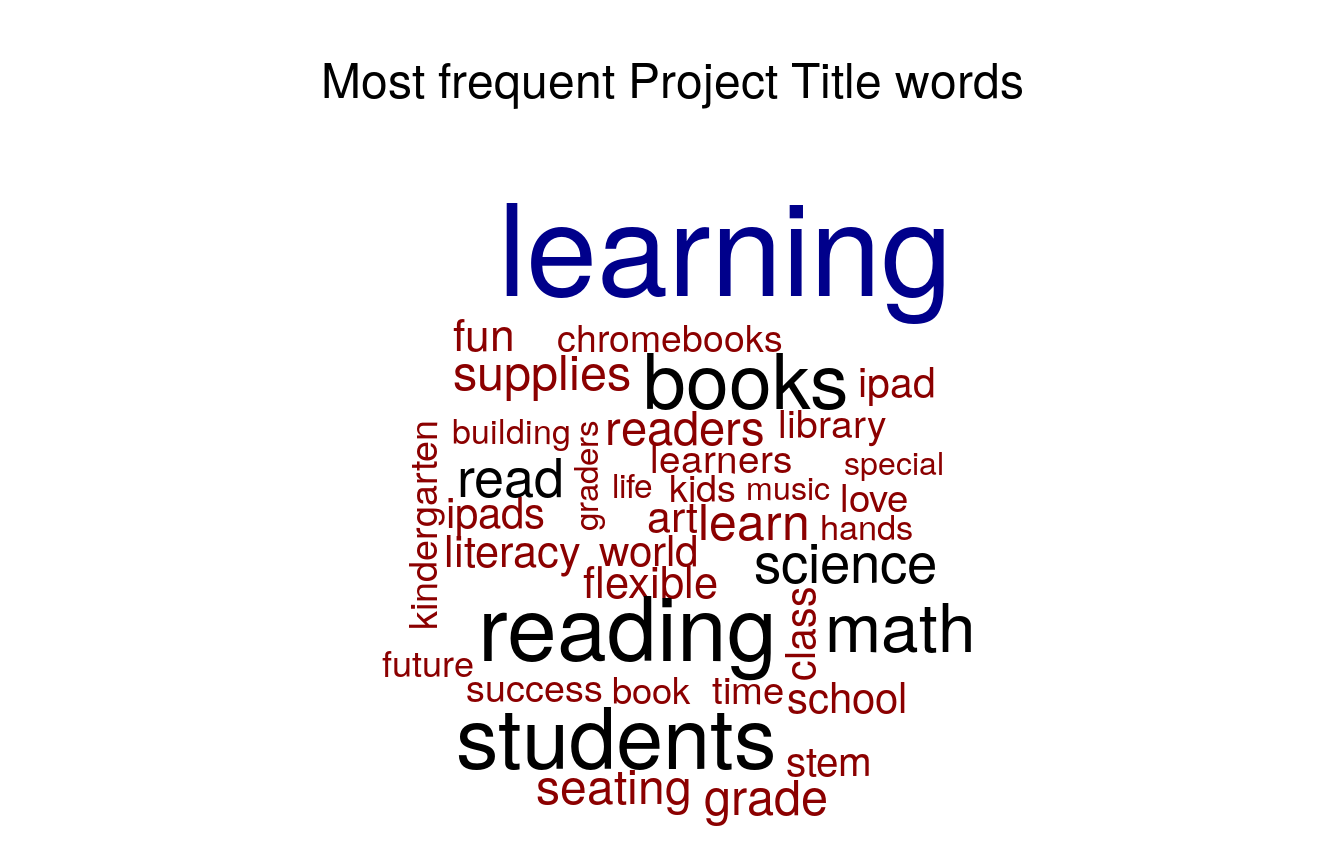 Most frequent Project Title words
learning
fun
chromebooks
supplies
books
ipad
building
graders
readers
library
kindergarten
read
learners
special
life
kids
music
love
ipads
art
learn
hands
literacy
world
science
flexible
reading
class
math
future
success
book
time
school
students
stem
seating
grade